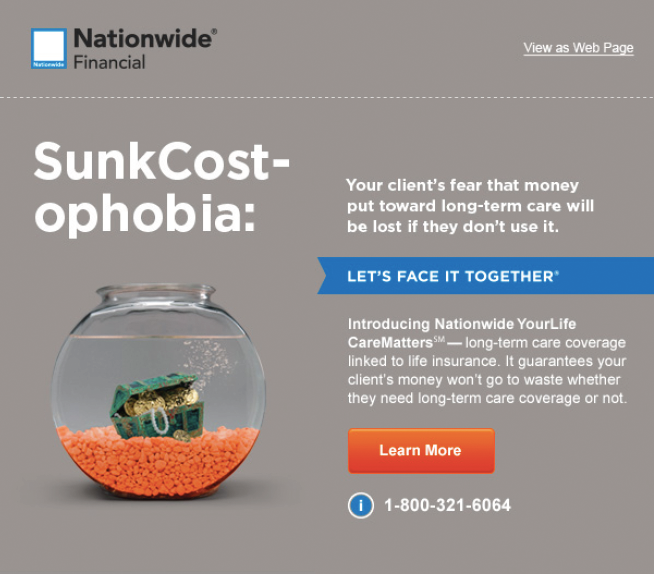 Nationwide®
Financial
Nationwide
View as Web Page
SunkCost-
ophobia:
Your client's fear that money
put toward long-term care will
be lost if they don't use it.
LET'S FACE IT TOGETHER®
Introducing Nationwide YourLife
CareMatters℠ — long-term care coverage
linked to life insurance. It guarantees your
client's money won't go to waste whether
they need long-term care coverage or not.
Learn More
i 1-800-321-6064